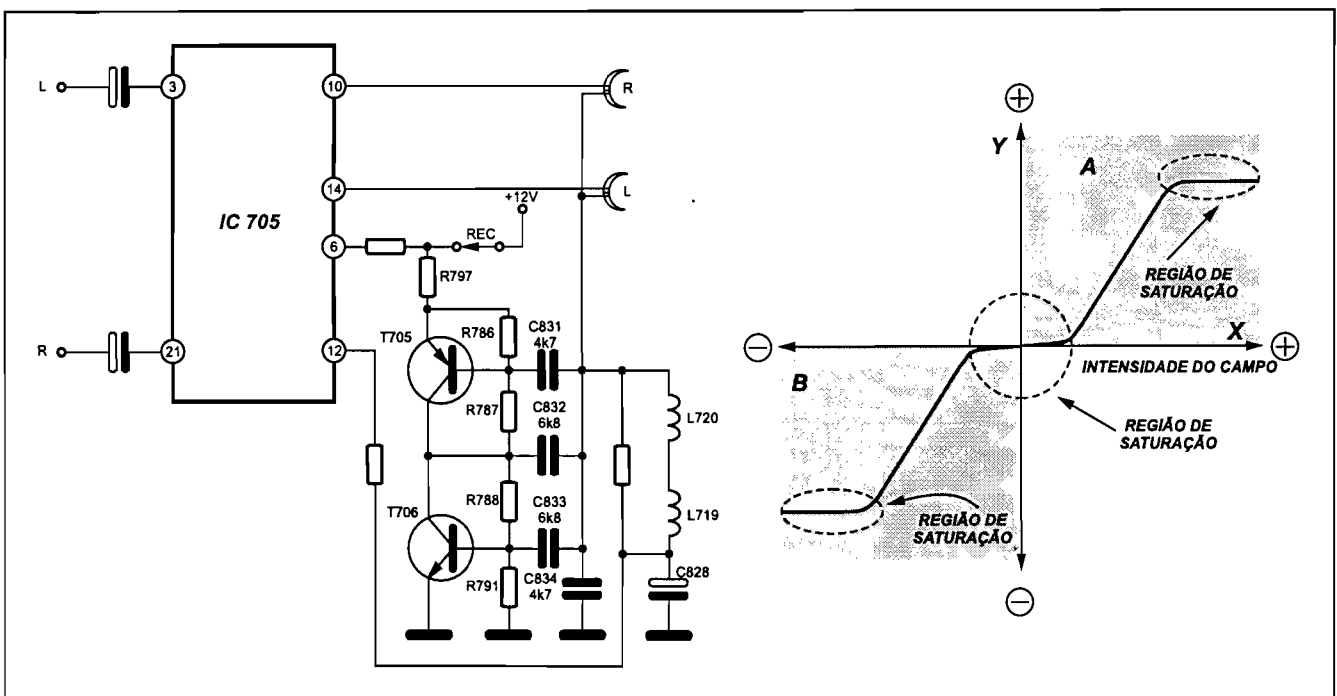 L
3
10
R
14
L
+12V
IC 705
6
REC
R797
R786
C831
4k7
T705
R
21
12
R787
C832
6k8
L720
R788
C833
6k8
L719
T706
R791
C834
4k7
C828
+
Y
A
REGIÃO DE
SATURAÇÃO
−
X
+
INTENSIDADE DO CAMPO
B
REGIÃO DE
SATURAÇÃO
REGIÃO DE
SATURAÇÃO
−